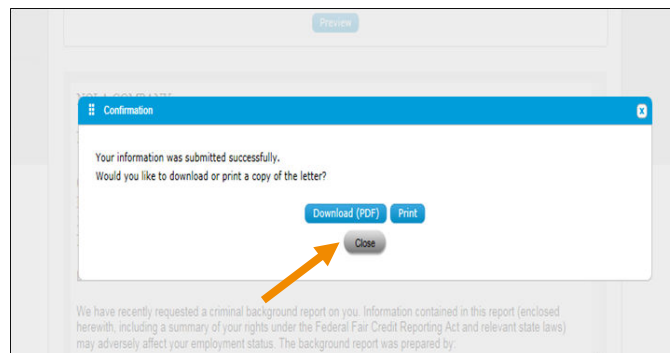 Preview
Confirmation
x
Your information was submitted successfully.
Would you like to download or print a copy of the letter?
Download (PDF) Print
Close
We have recently requested a criminal background report on you. Information contained in this report (enclosed
herewith, including a summary of your rights under the Federal Fair Credit Reporting Act and relevant state laws)
may adversely affect your employment status. The background report was prepared by: